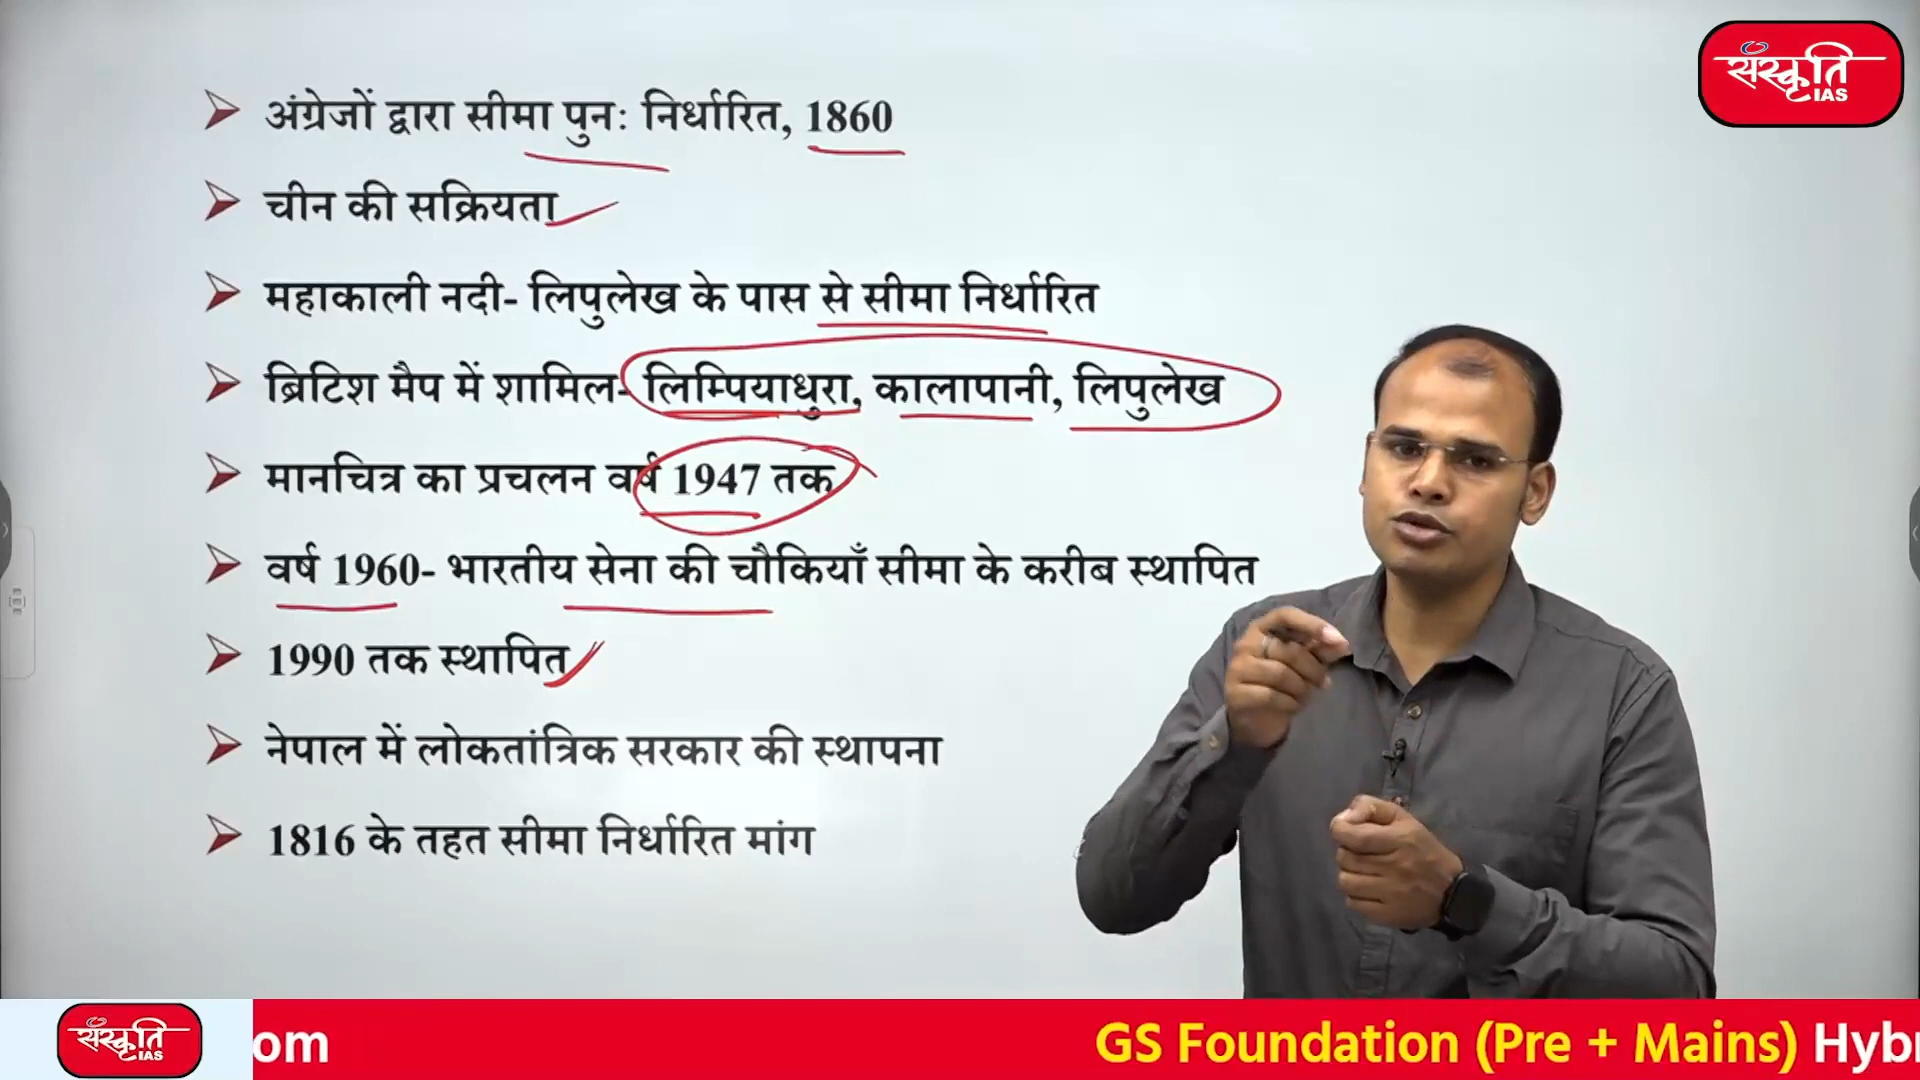 संस्कृति
IAS
अंग्रेजों द्वारा सीमा पुनः निर्धारित, 1860
चीन की सक्रियता
महाकाली नदी- लिपुलेख के पास से सीमा निर्धारित
ब्रिटिश मैप में शामिल- लिम्पियाधुरा, कालापानी, लिपुलेख
मानचित्र का प्रचलन वर्ष 1947 तक
वर्ष 1960- भारतीय सेना की चौकियाँ सीमा के करीब स्थापित
1990 तक स्थापित
नेपाल में लोकतांत्रिक सरकार की स्थापना
1816 के तहत सीमा निर्धारित मांग
संस्कृति
IAS
om GS Foundation (Pre + Mains) Hyb